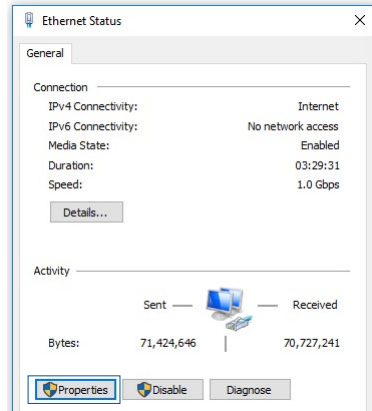 Ethernet Status
General
Connection
IPv4 Connectivity: Internet
IPv6 Connectivity: No network access
Media State: Enabled
Duration: 03:29:31
Speed: 1.0 Gbps
Details...
Activity
Sent Received
Bytes: 71,424,646 70,727,241
Properties Disable Diagnose